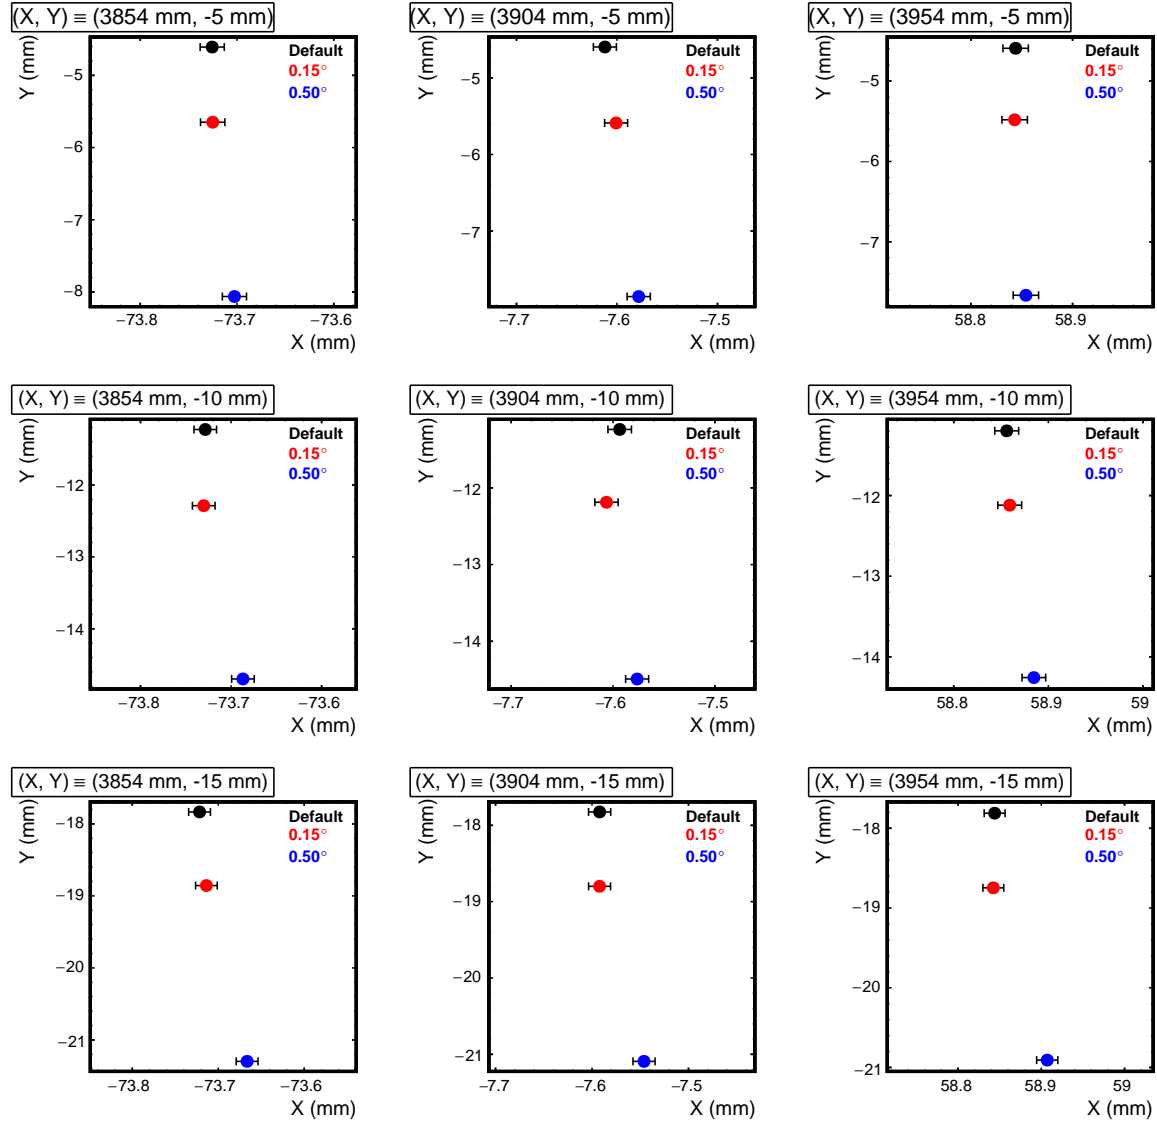 (X, Y) ≡ (3854 mm, -5 mm)
Y (mm)
Default
0.15°
0.50°
−5
−6
−7
−8
−73.8
−73.7
−73.6
X (mm)
(X, Y) ≡ (3904 mm, -5 mm)
Y (mm)
Default
0.15°
0.50°
−5
−6
−7
−7.7
−7.6
−7.5
X (mm)
(X, Y) ≡ (3954 mm, -5 mm)
Y (mm)
Default
0.15°
0.50°
−5
−6
−7
58.8
58.9
X (mm)
(X, Y) ≡ (3854 mm, -10 mm)
Y (mm)
Default
0.15°
0.50°
−12
−13
−14
−73.8
−73.7
−73.6
X (mm)
(X, Y) ≡ (3904 mm, -10 mm)
Y (mm)
Default
0.15°
0.50°
−12
−13
−14
−7.7
−7.6
−7.5
X (mm)
(X, Y) ≡ (3954 mm, -10 mm)
Y (mm)
Default
0.15°
0.50°
−12
−13
−14
58.8
58.9
59
X (mm)
(X, Y) ≡ (3854 mm, -15 mm)
Y (mm)
Default
0.15°
0.50°
−18
−19
−20
−21
−73.8
−73.7
−73.6
X (mm)
(X, Y) ≡ (3904 mm, -15 mm)
Y (mm)
Default
0.15°
0.50°
−18
−19
−20
−21
−7.7
−7.6
−7.5
X (mm)
(X, Y) ≡ (3954 mm, -15 mm)
Y (mm)
Default
0.15°
0.50°
−18
−19
−20
−21
58.8
58.9
59
X (mm)